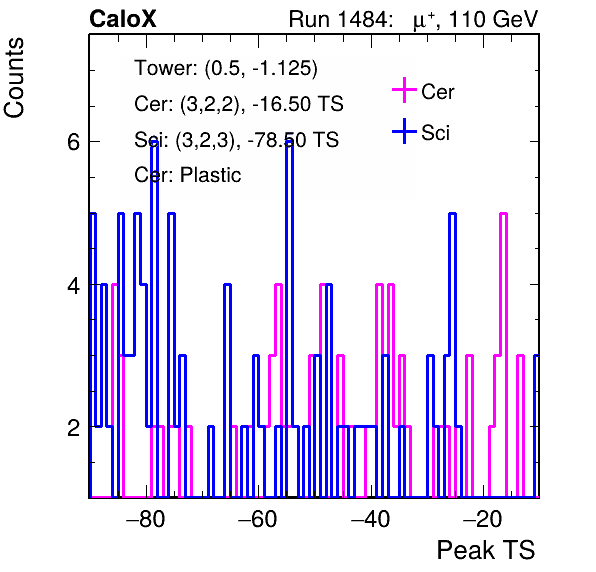 CaloX Run 1484: μ⁺, 110 GeV
Counts
Tower: (0.5, -1.125)
Cer: (3,2,2), -16.50 TS
Sci: (3,2,3), -78.50 TS
Cer: Plastic
Cer
Sci
6
4
2
−80 −60 −40 −20
Peak TS